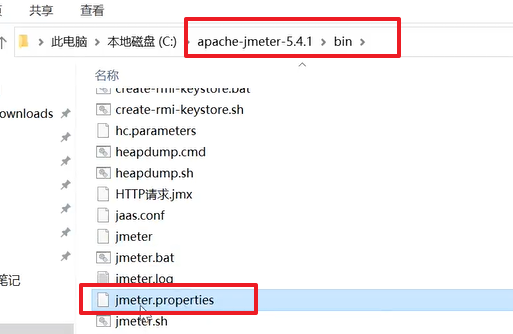 共享 查看
此电脑 > 本地磁盘 (C:) > apache-jmeter-5.4.1 > bin >
名称
ownloads
create-rmi-keystore.bat
create-rmi-keystore.sh
hc.parameters
heapdump.cmd
heapdump.sh
HTTP请求.jmx
jaas.conf
jmeter
jmeter.bat
笔记
jmeter.log
jmeter.properties
jmeter.sh